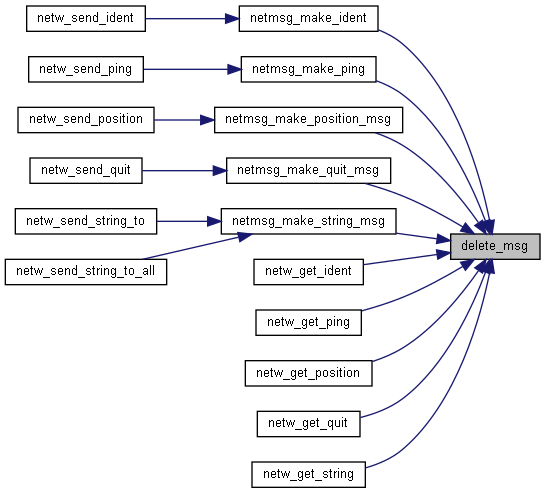 netw_send_ident
netmsg_make_ident
netw_send_ping
netmsg_make_ping
netw_send_position
netmsg_make_position_msg
netw_send_quit
netmsg_make_quit_msg
netw_send_string_to
netmsg_make_string_msg
delete_msg
netw_send_string_to_all
netw_get_ident
netw_get_ping
netw_get_position
netw_get_quit
netw_get_string